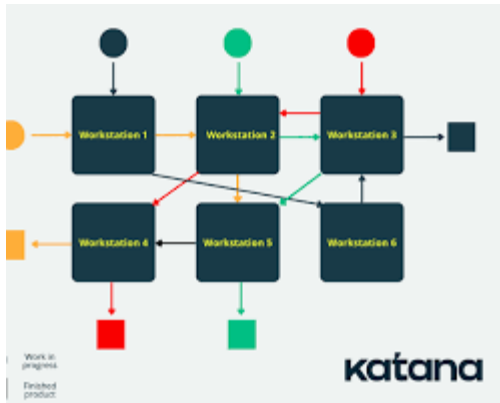 Workstation 1
Workstation 2
Workstation 3
Workstation 4
Workstation 5
Workstation 6
Work in
progress
Finished
product
katana